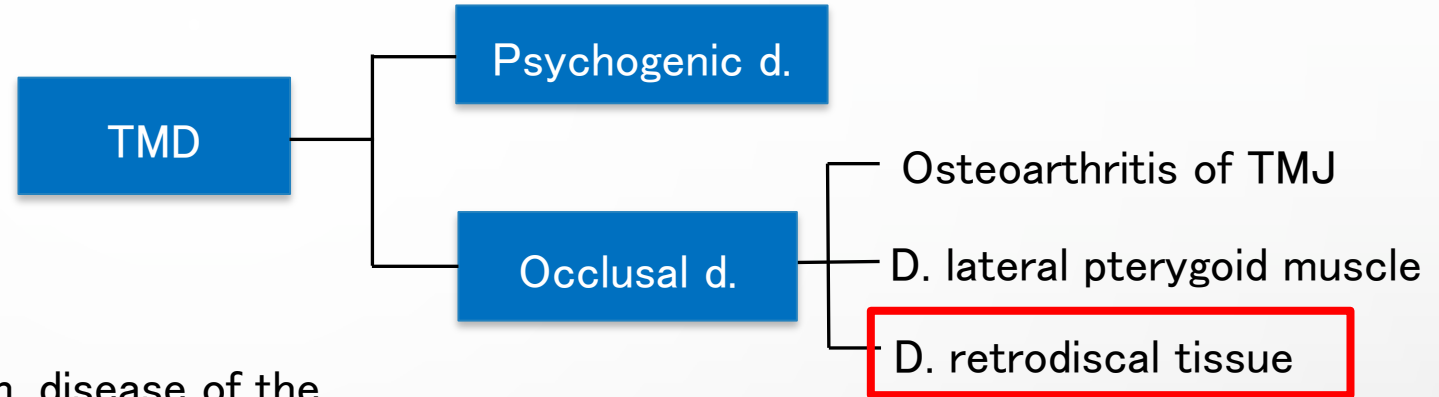 Psychogenic d.
TMD
Osteoarthritis of TMJ
Occlusal d.
D. lateral pterygoid muscle
D. retrodiscal tissue
disease of the